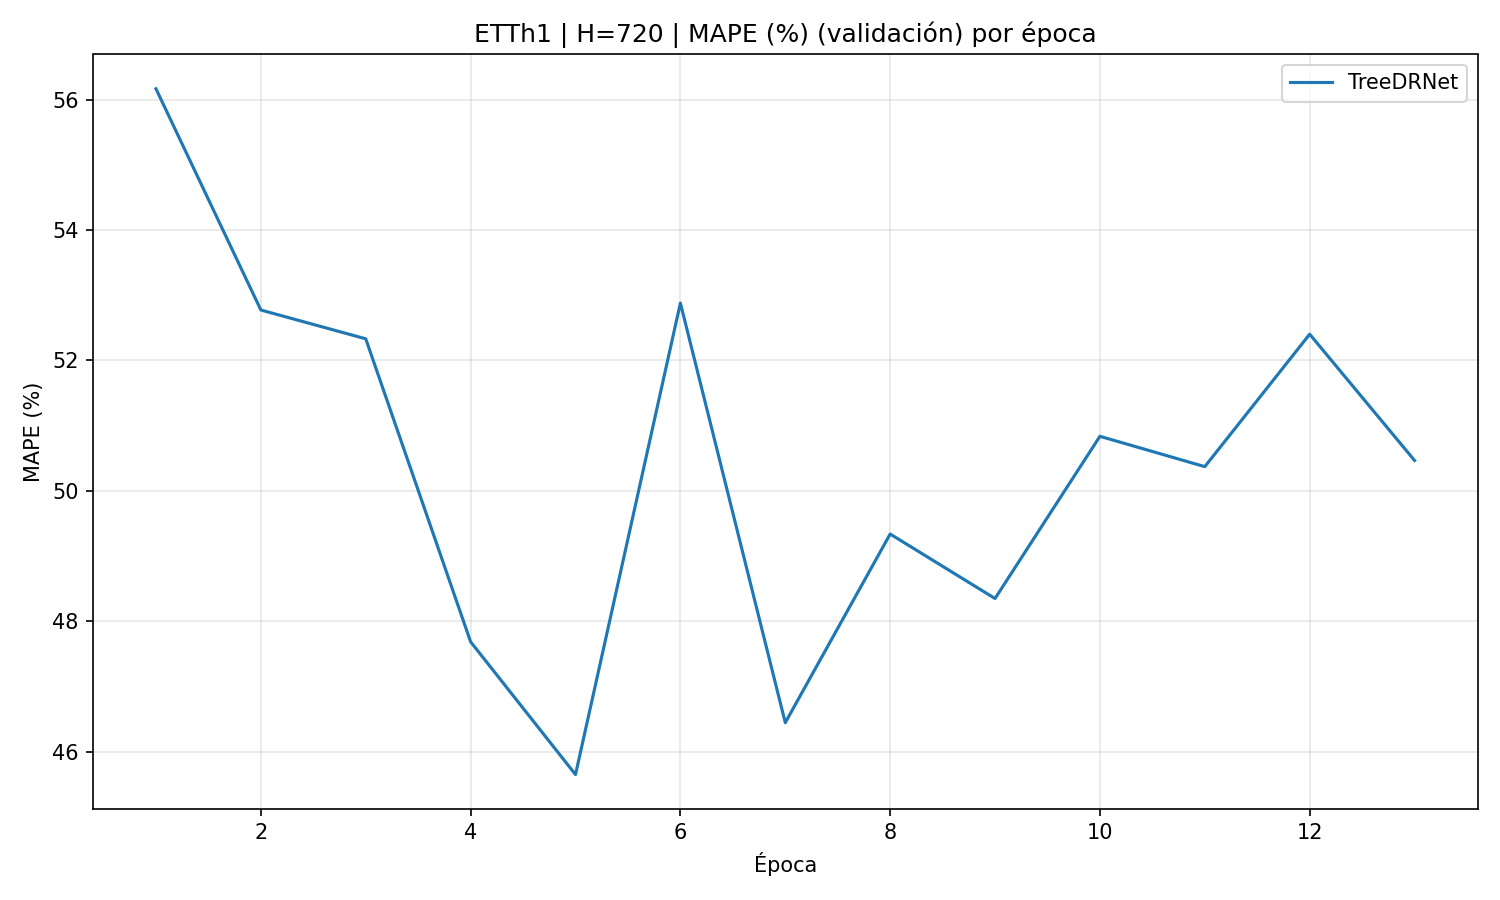 ETTh1 | H=720 | MAPE (%) (validación) por época
TreeDRNet
MAPE (%)
56
54
52
50
48
46
2 4 6 8 10 12
Época